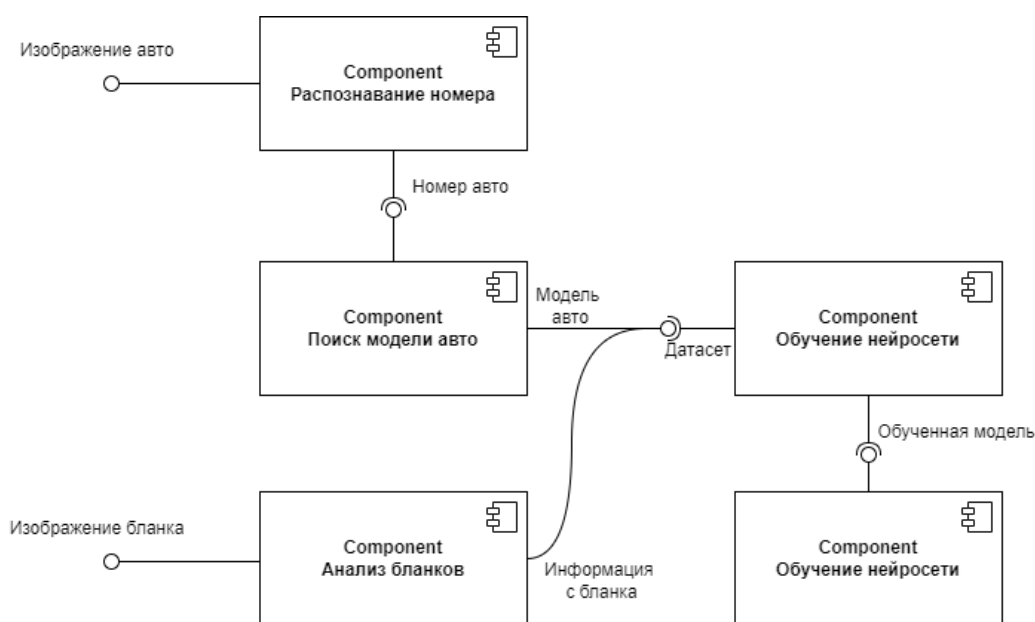 Изображение авто
Component
Распознавание номера
Номер авто
Component
Поиск модели авто
Модель
авто
Датасет
Component
Обучение нейросети
Обученная модель
Изображение бланка
Component
Анализ бланков
Информация
с бланка
Component
Обучение нейросети